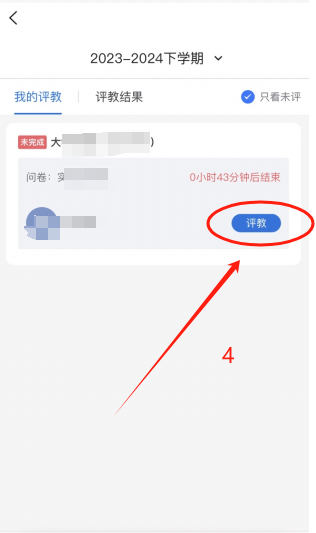 2023-2024下学期
我的评教 评教结果 只看未评
未完成 大 )
问卷: 0小时43分钟后结束
评教
4